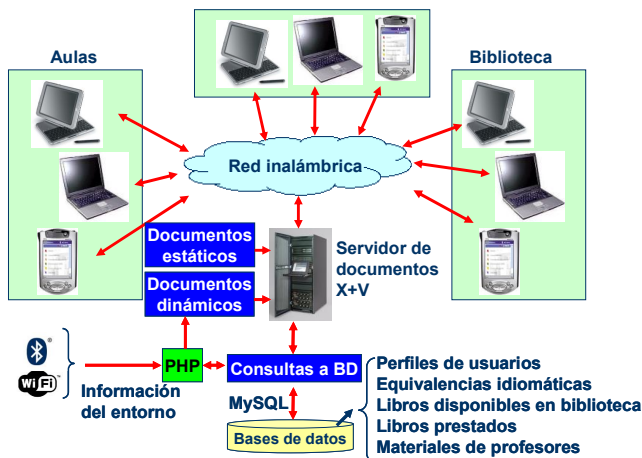 Aulas
Biblioteca
Red inalámbrica
Documentos
estáticos
Documentos
dinámicos
Servidor de
documentos
X+V
WiFi
Información
del entorno
PHP
Consultas a BD
MySQL
Bases de datos
Perfiles de usuarios
Equivalencias idiomáticas
Libros disponibles en biblioteca
Libros prestados
Materiales de profesores